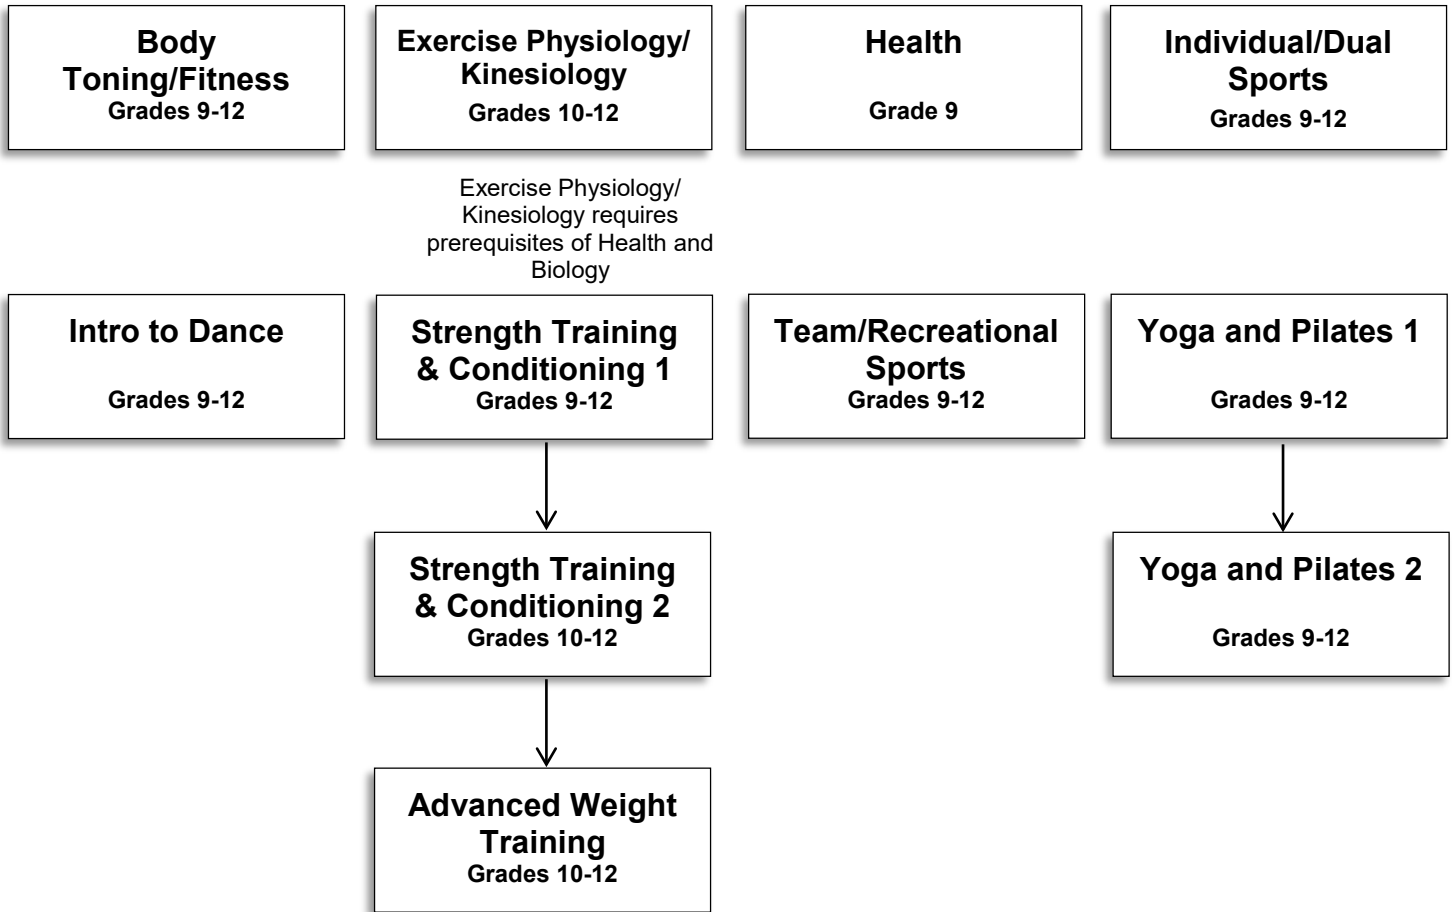 Body
Toning/Fitness
Grades 9-12
Exercise Physiology/
Kinesiology
Grades 10-12
Health
Grade 9
Individual/Dual
Sports
Grades 9-12
Exercise Physiology/
Kinesiology requires
prerequisites of Health and
Biology
Intro to Dance
Grades 9-12
Strength Training
& Conditioning 1
Grades 9-12
Team/Recreational
Sports
Grades 9-12
Yoga and Pilates 1
Grades 9-12
Strength Training
& Conditioning 2
Grades 10-12
Yoga and Pilates 2
Grades 9-12
Advanced Weight
Training
Grades 10-12